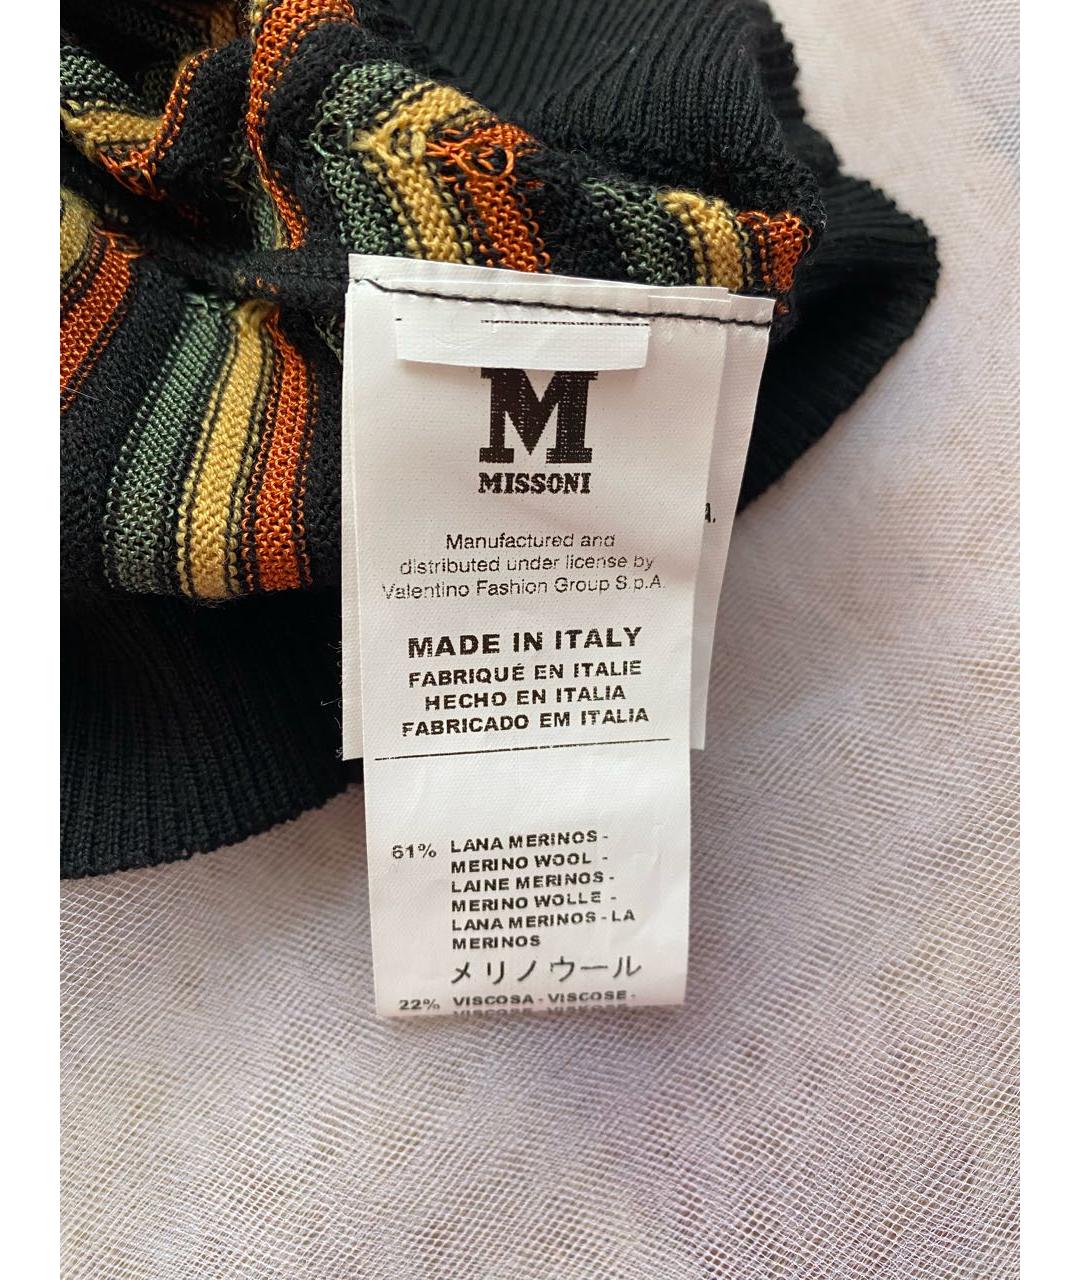 M
MISSONI
A.
Manufactured and
distributed under license by
Valentino Fashion Group S.p.A.
MADE IN ITALY
FABRIQUÉ EN ITALIE
HECHO EN ITALIA
FABRICADO EM ITALIA
61% LANA MERINOS -
MERINO WOOL -
LAINE MERINOS -
MERINO WOLLE -
LANA MERINOS - LA
MERINOS
メリノウール
22% VISCOSA - VISCOSE -
VISCOSE - VISKOSE